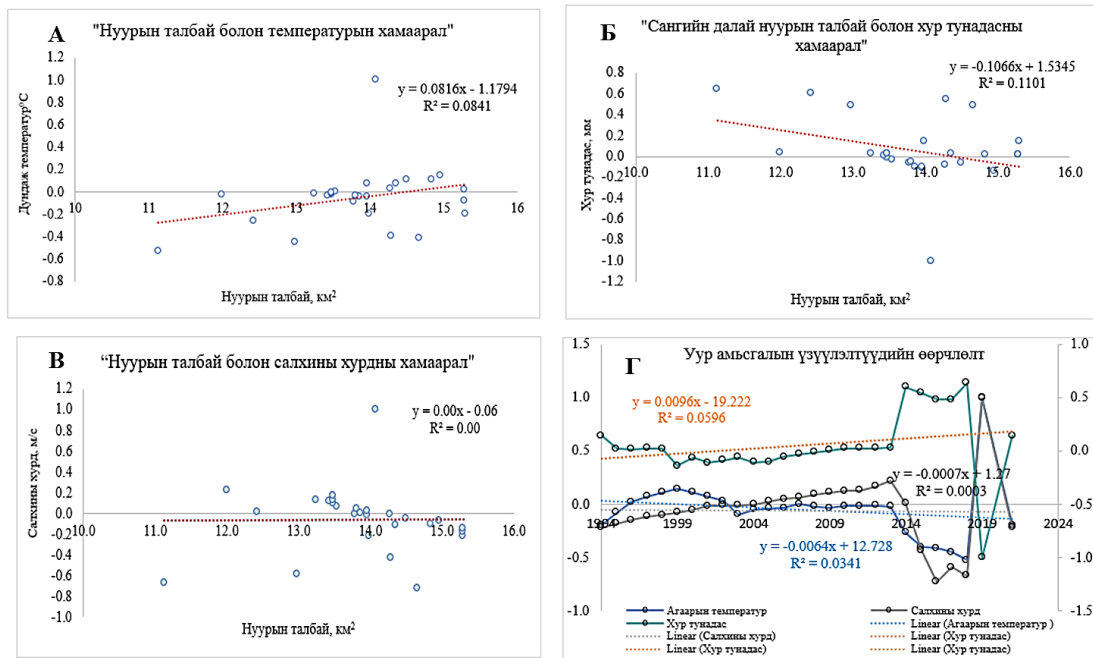 А
"Нуурын талбай болон температурын хамаарал"
y = 0.0816x - 1.1794
R² = 0.0841
1.2
1.0
0.8
0.6
0.4
0.2
0.0
-0.2
-0.4
-0.6
-0.8
10 11 12 13 14 15 16
Дундаж температур°C
Нуурын талбай, км²
Б
"Сангийн далай нуурын талбай болон хур тунадасны
хамаарал"
y = -0.1066x + 1.5345
R² = 0.1101
0.8
0.6
0.4
0.2
0.0
-0.2
-0.4
-0.6
-0.8
-1.0
-1.2
10.0 11.0 12.0 13.0 14.0 15.0 16.0
Хур тунадас, мм
Нуурын талбай, км²
В
“Нуурын талбай болон салхины хурдны хамаарал"
y = 0.00x - 0.06
R² = 0.00
1.2
1.0
0.8
0.6
0.4
0.2
0.0
-0.2
-0.4
-0.6
-0.8
-1.0
10.0 11.0 12.0 13.0 14.0 15.0 16.0
Салхины хурд, м/с
Нуурын талбай, км²
Г
Уур амьсгалын үзүүлэлтүүдийн өөрчлөлт
y = 0.0096x - 19.222
R² = 0.0596
y = -0.0007x + 1.27
R² = 0.0003
y = -0.0064x + 12.728
R² = 0.0341
1.5
1.0
0.5
0.0
-0.5
-1.0
1.0
0.5
0.0
-0.5
-1.0
-1.5
1994 1999 2004 2009 2014 2019 2024
Агаарын температур
Салхины хурд
Хур тунадас
Linear (Агаарын температур )
Linear (Салхины хурд)
Linear (Хур тунадас)
Linear (Хур тунадас)
Linear (Хур тунадас)